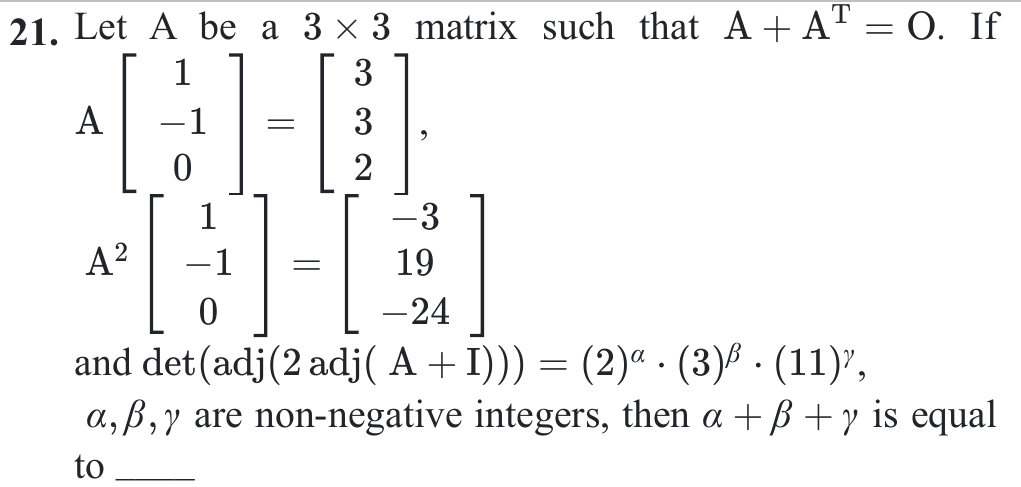 21. Let A be a 3 × 3 matrix such that A + Aᵀ = O. If
A [ 1 −1 0 ] = [ 3 3 2 ],
A² [ 1 −1 0 ] = [ −3 19 −24 ]
and det(adj(2 adj( A + I))) = (2)^α · (3)^β · (11)^γ,
α, β, γ are non-negative integers, then α + β + γ is equal
to ____